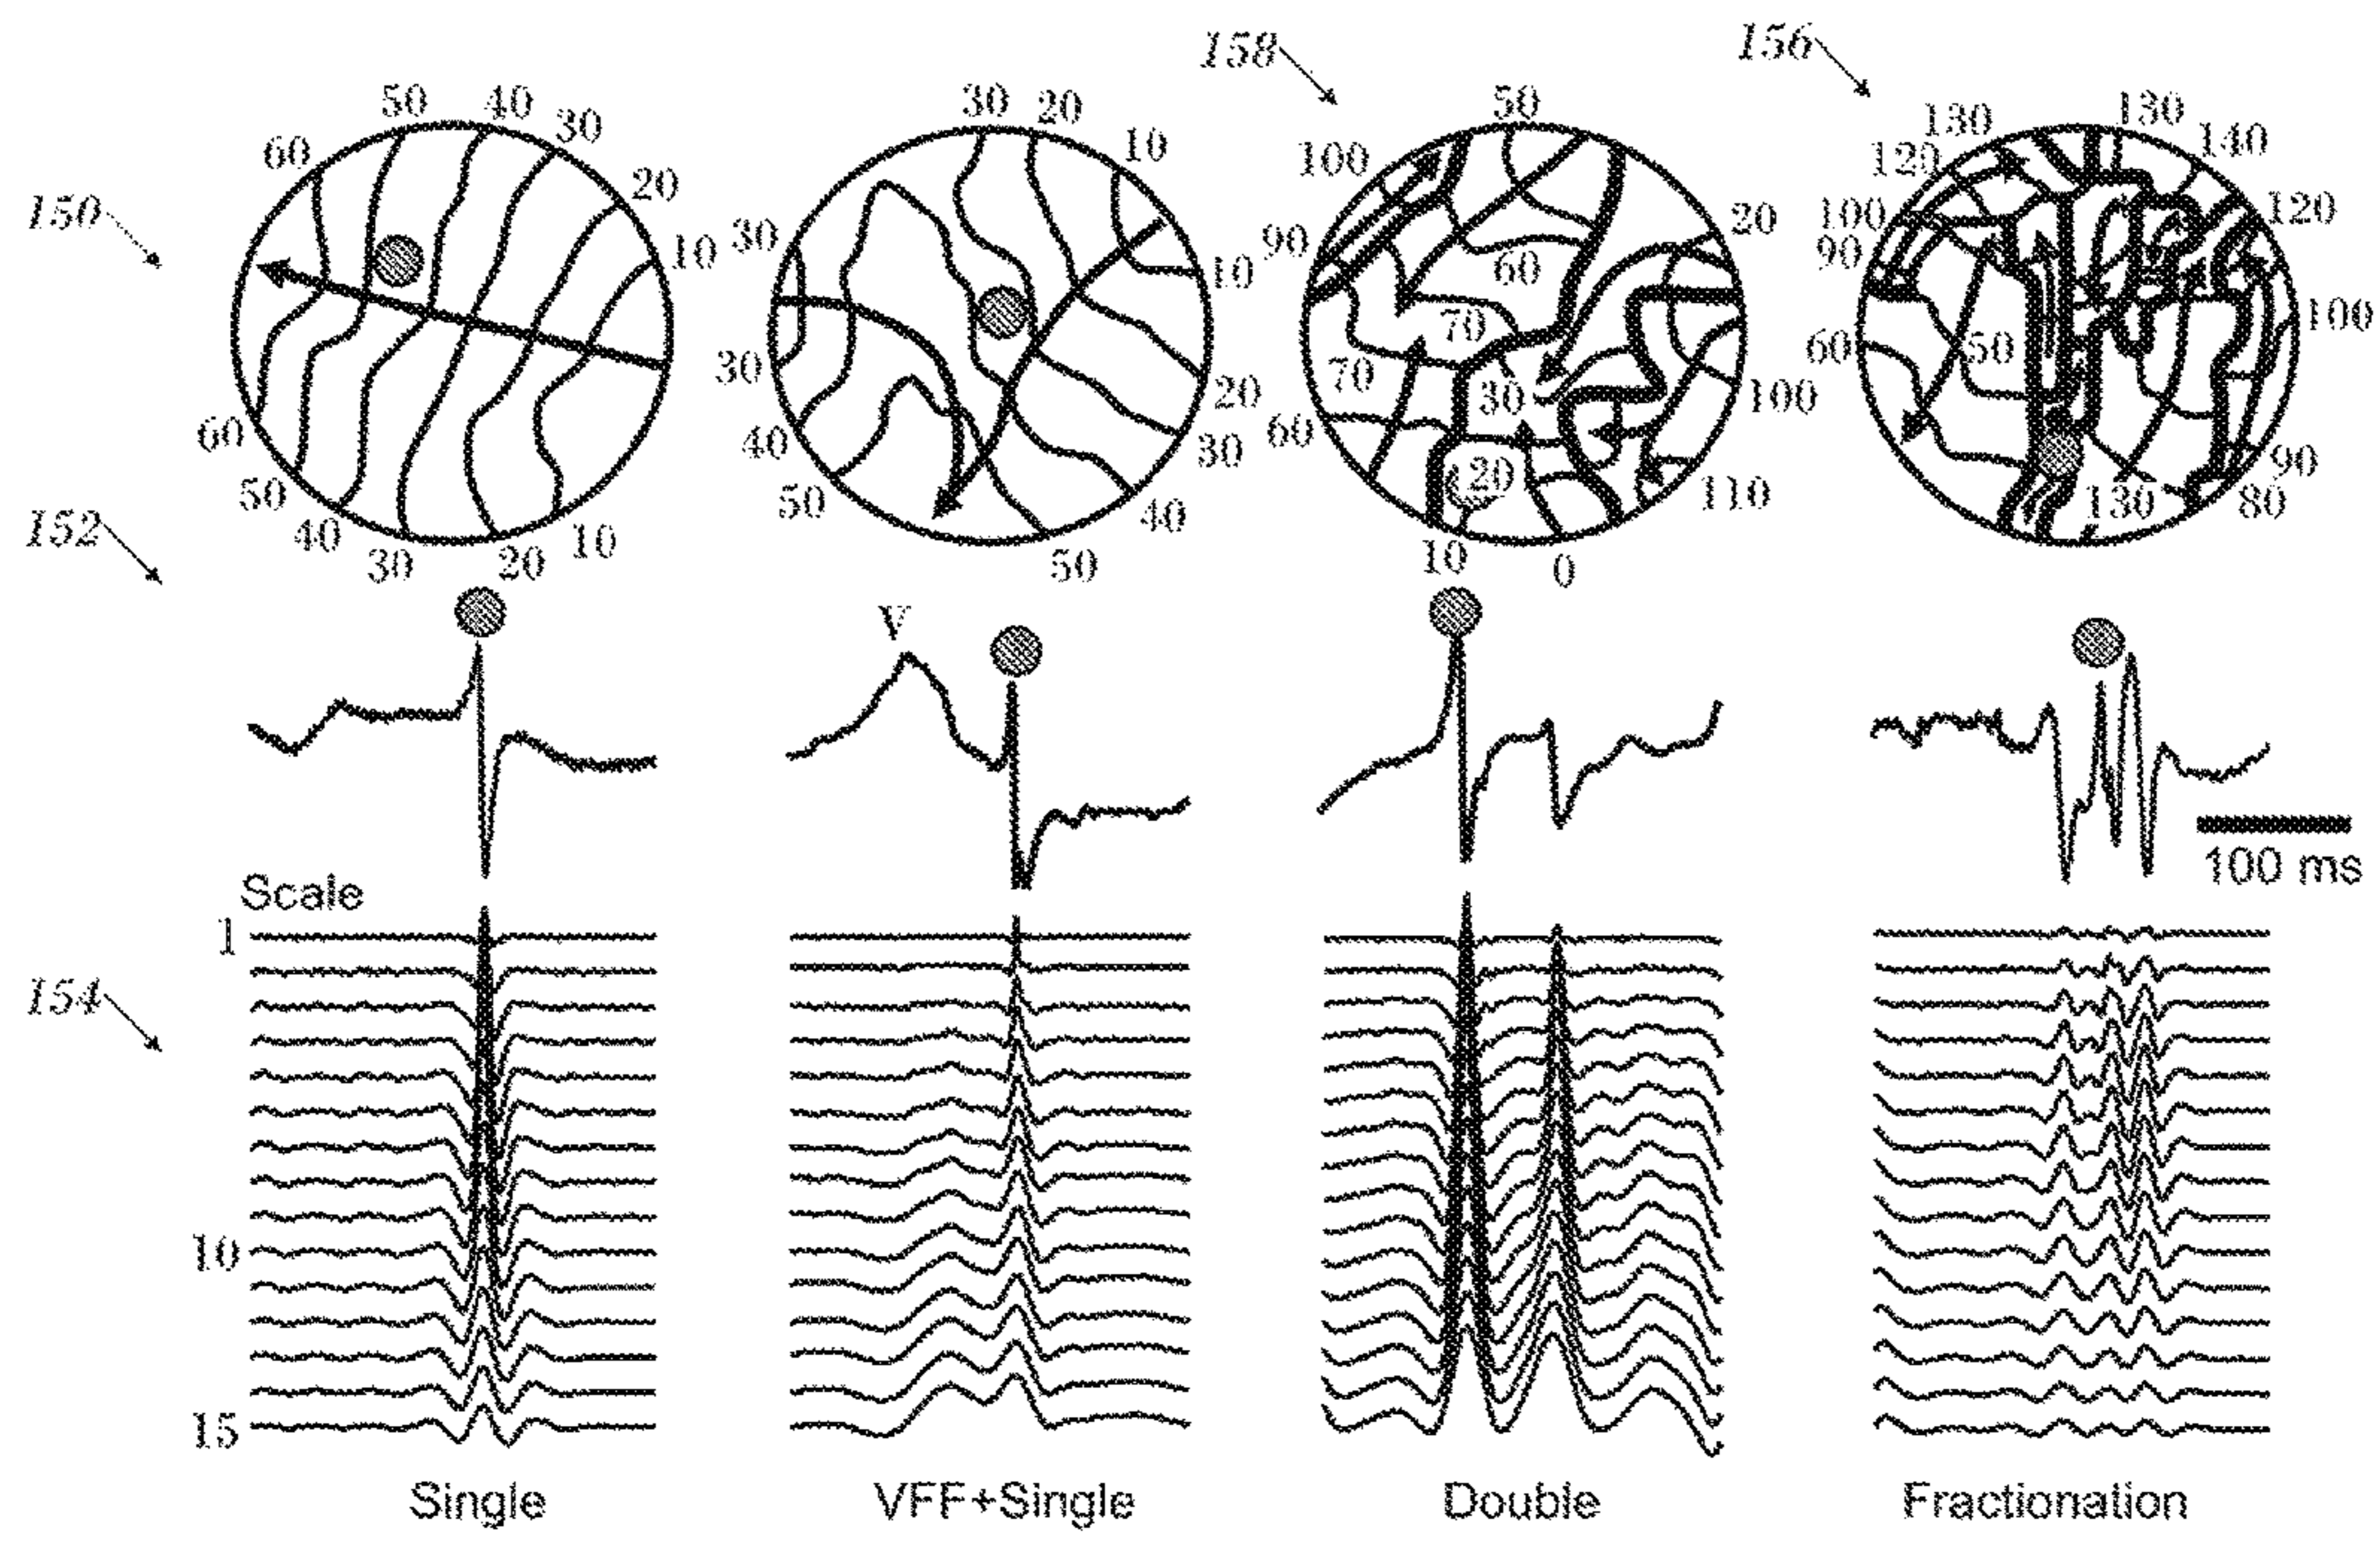 158 156
50 40 30 20 10 60 60 50 40 30 20 10
30 20 10 10 20 30 40 50 50 40 30 30
50 20 100 110 0 10 60 90 100 60 70 70 30 20
130 130 140 120 100 90 80 130 60 90 100 120 50
150
152
V
100 ms
Scale
1
154
10
15
Single VFF+Single Double Fractionation